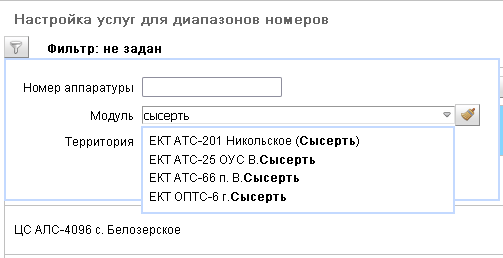 Настройка услуг для диапазонов номеров
Фильтр: не задан
Номер аппаратуры
Модуль сысерть
Территория
ЕКТ АТС-201 Никольское (Сысерть)
ЕКТ АТС-25 ОУС В.Сысерть
ЕКТ АТС-66 п. В.Сысерть
ЕКТ ОПТС-6 г.Сысерть
ЦС АЛС-4096 с. Белозерское